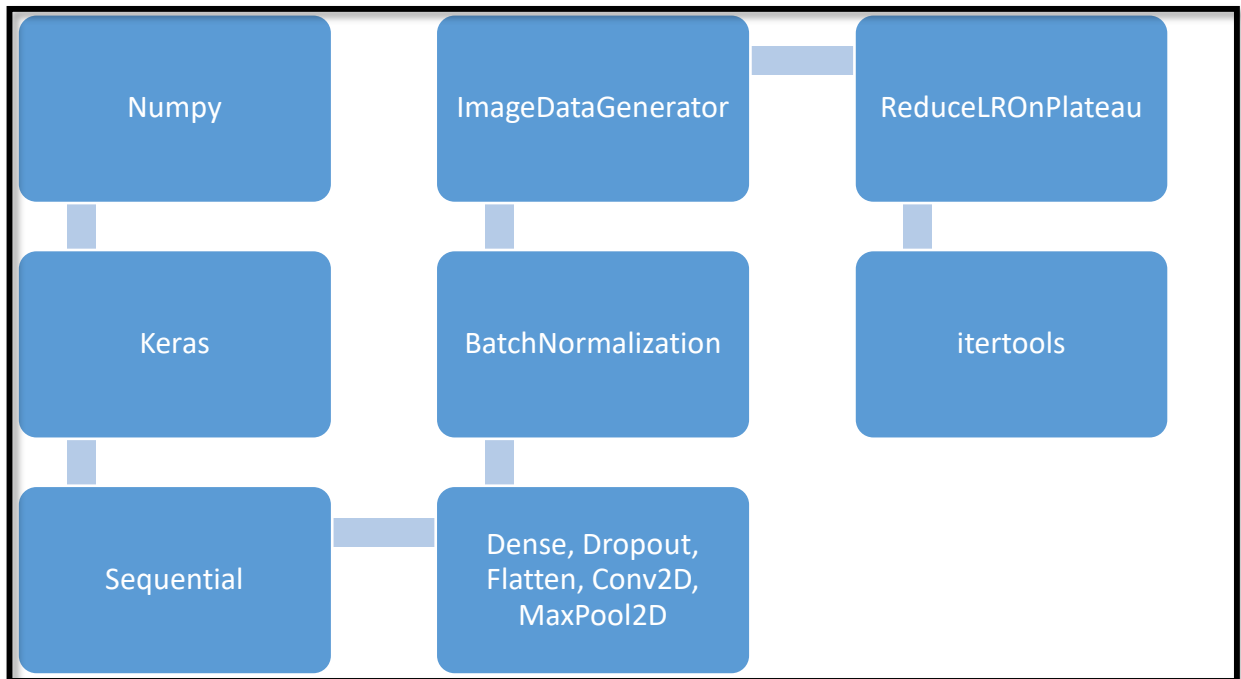 Numpy
Keras
Sequential
Dense, Dropout,
Flatten, Conv2D,
MaxPool2D
BatchNormalization
ImageDataGenerator
ReduceLROnPlateau
itertools